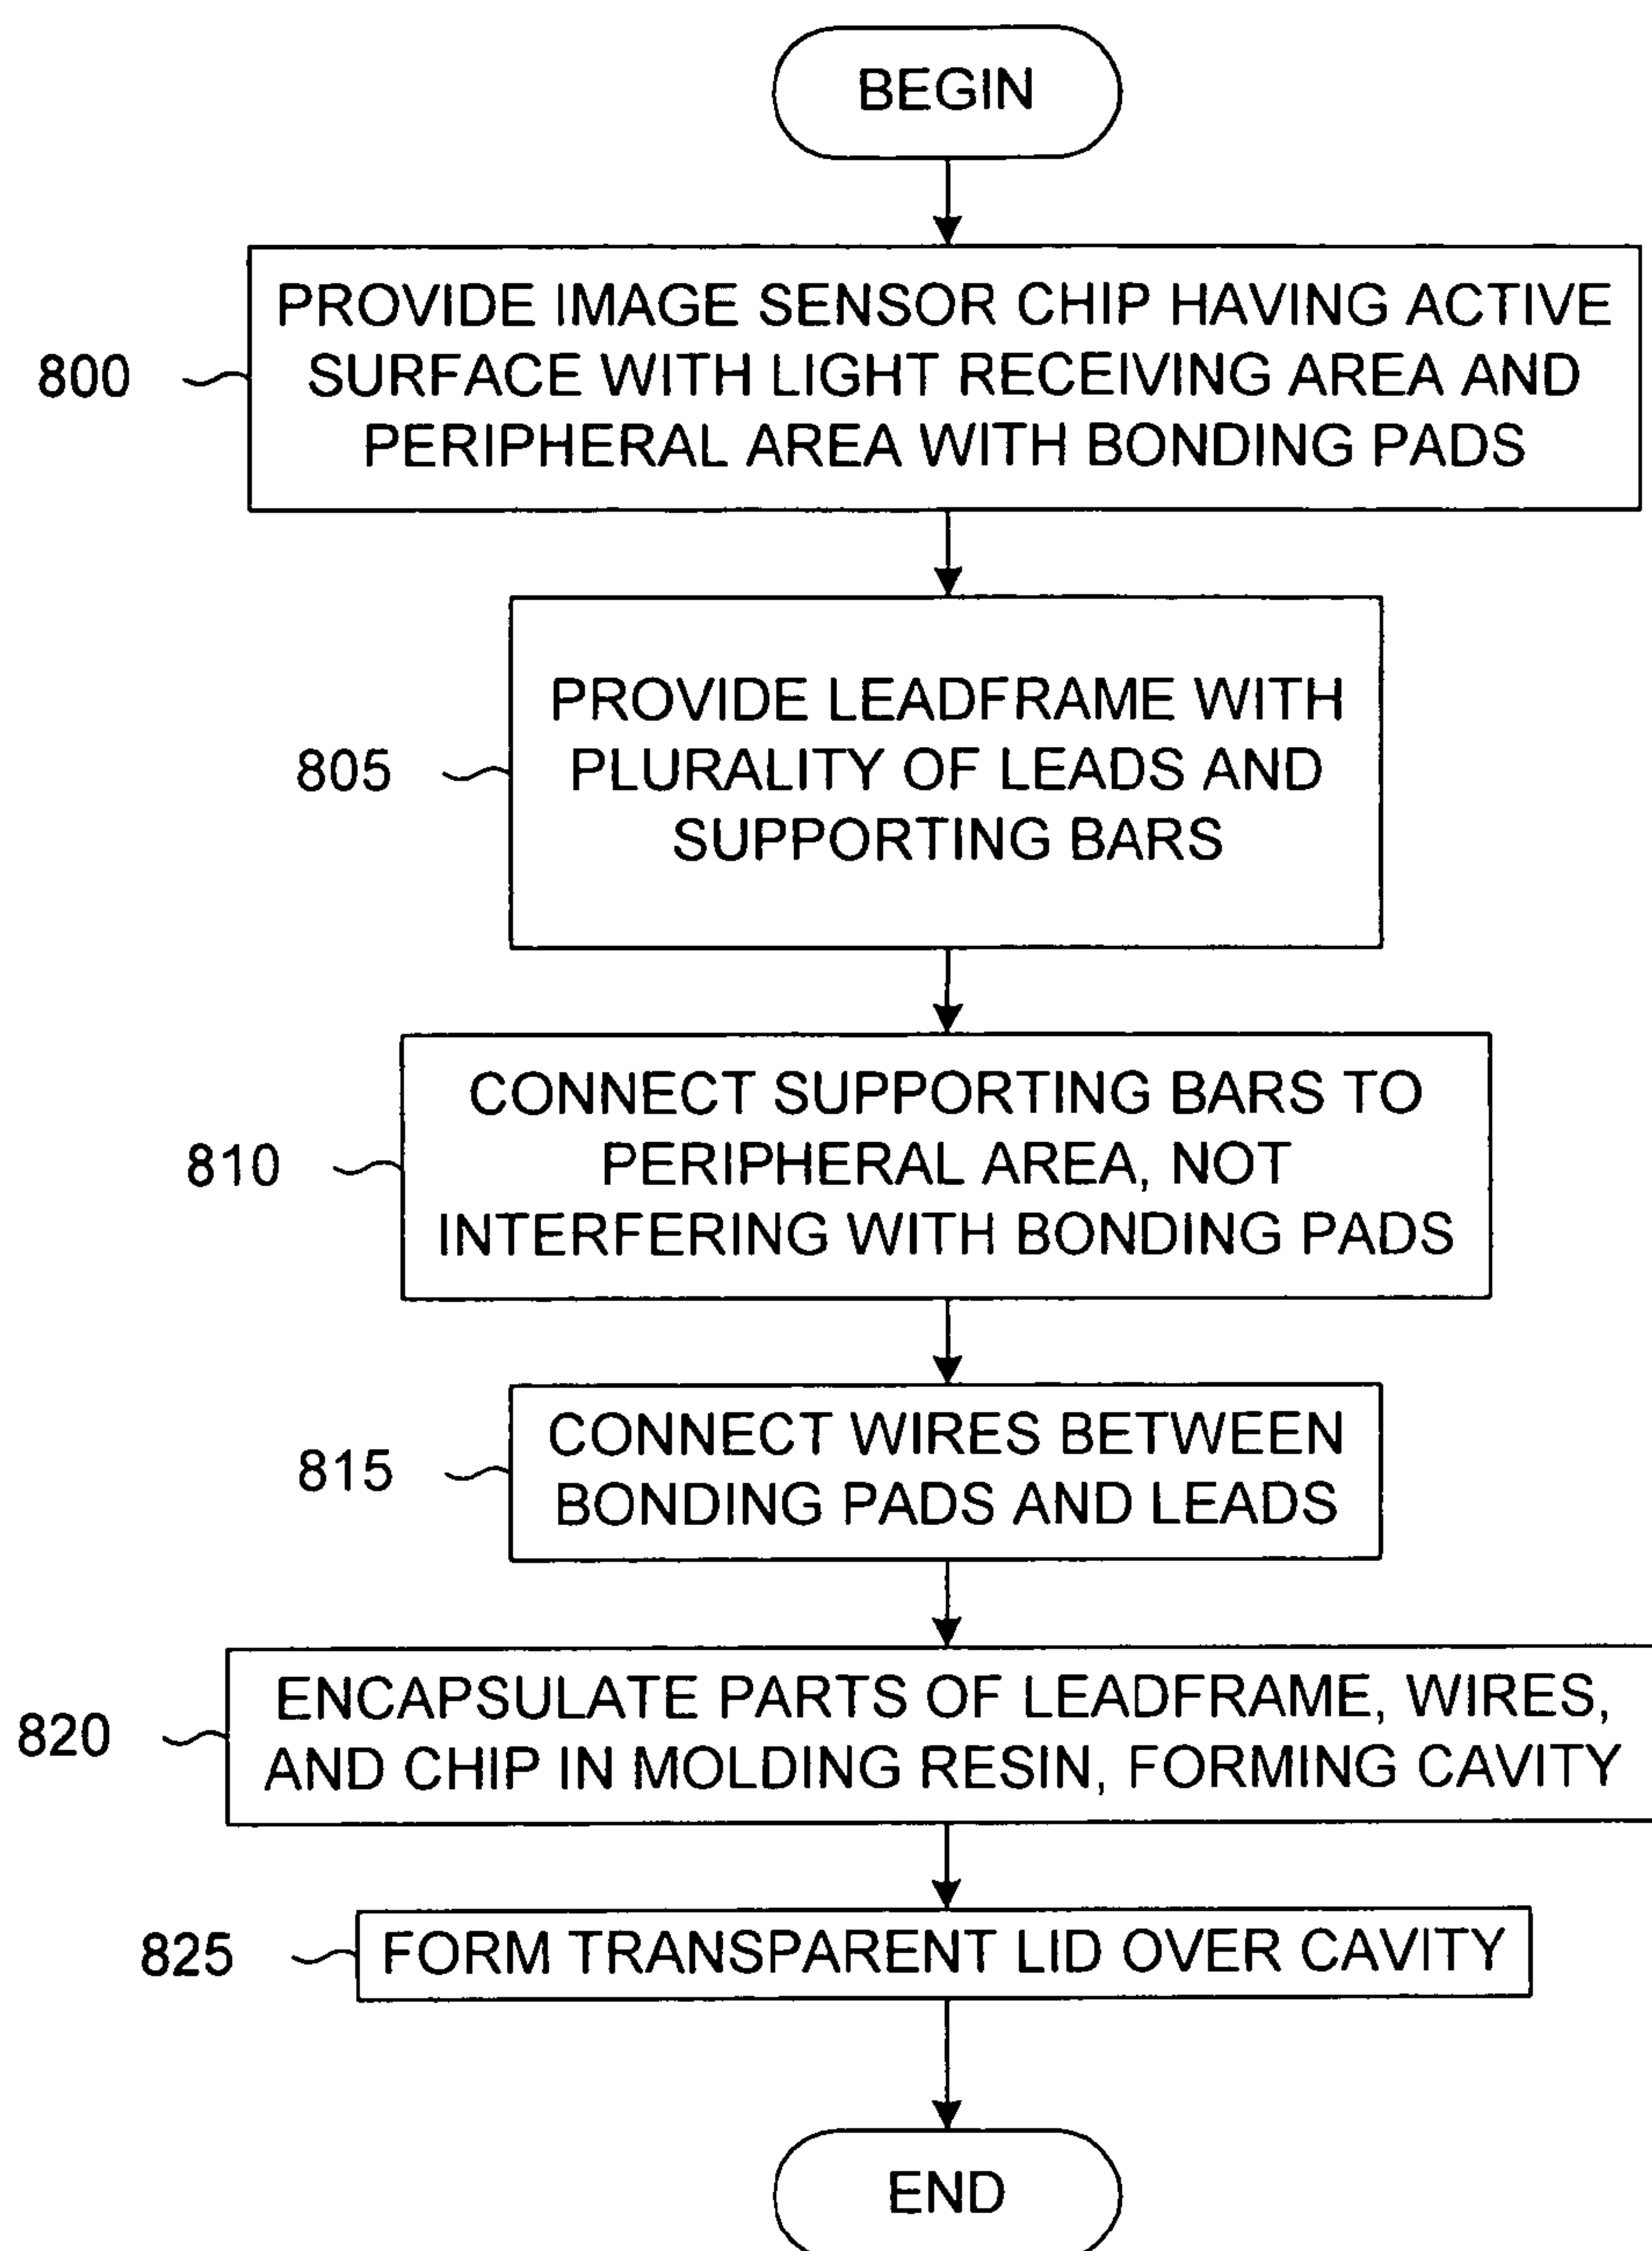 BEGIN
800
PROVIDE IMAGE SENSOR CHIP HAVING ACTIVE
SURFACE WITH LIGHT RECEIVING AREA AND
PERIPHERAL AREA WITH BONDING PADS
805
PROVIDE LEADFRAME WITH
PLURALITY OF LEADS AND
SUPPORTING BARS
810
CONNECT SUPPORTING BARS TO
PERIPHERAL AREA, NOT
INTERFERING WITH BONDING PADS
815
CONNECT WIRES BETWEEN
BONDING PADS AND LEADS
820
ENCAPSULATE PARTS OF LEADFRAME, WIRES,
AND CHIP IN MOLDING RESIN, FORMING CAVITY
825
FORM TRANSPARENT LID OVER CAVITY
END